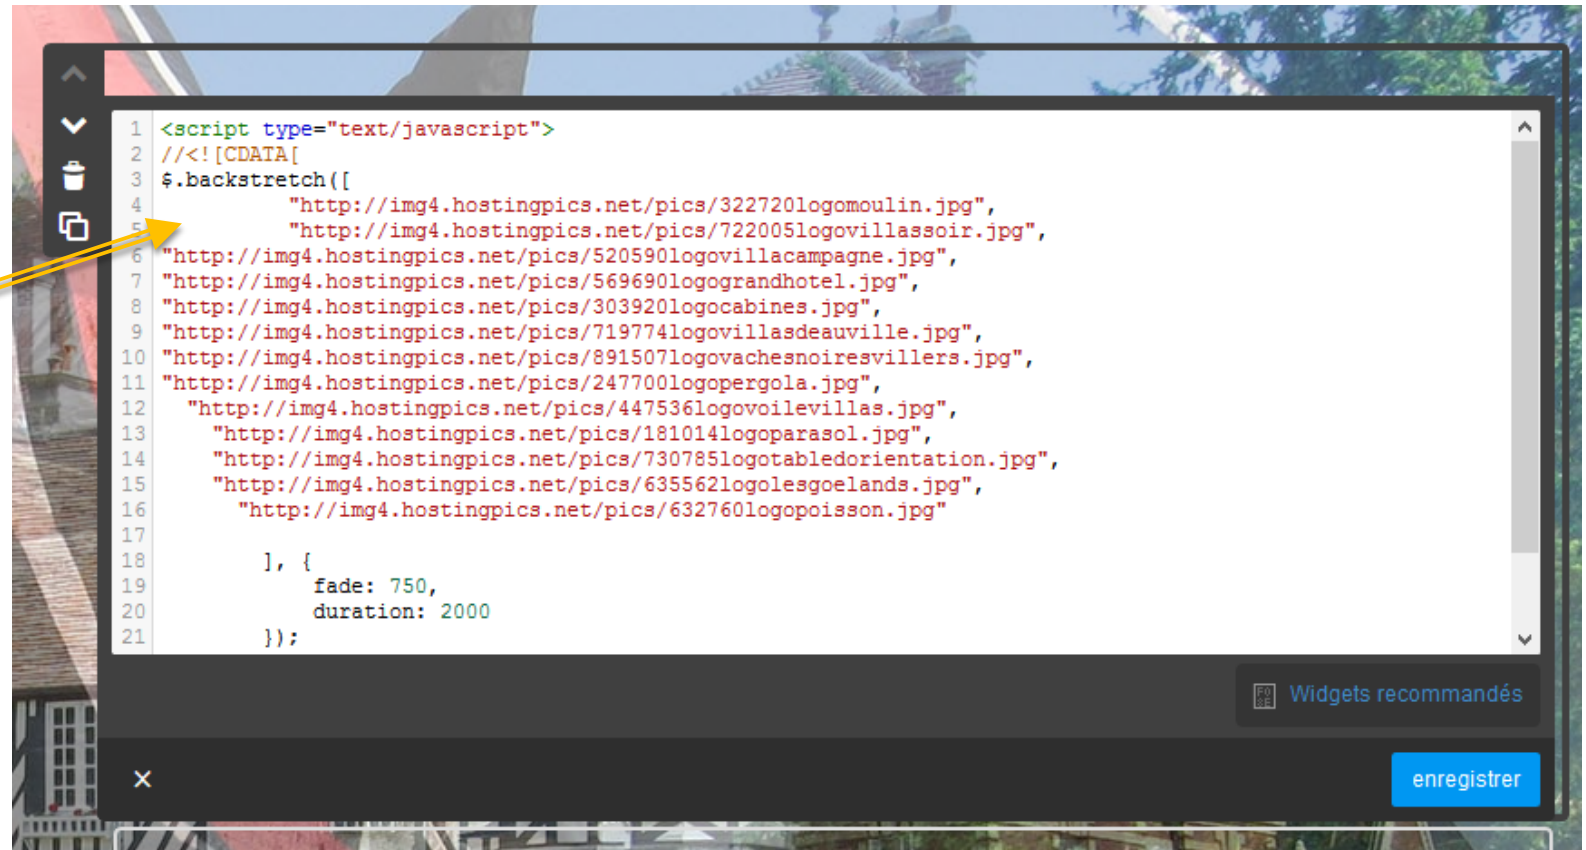 1 <script type="text/javascript">
2 //<![CDATA[
3 $.backstretch([
4 "http://img4.hostingpics.net/pics/322720logomoulin.jpg",
5 "http://img4.hostingpics.net/pics/722005logovillassoir.jpg",
6 "http://img4.hostingpics.net/pics/520590logovillacampagne.jpg",
7 "http://img4.hostingpics.net/pics/569690logograndhotel.jpg",
8 "http://img4.hostingpics.net/pics/303920logocabines.jpg",
9 "http://img4.hostingpics.net/pics/719774logovillasdeauville.jpg",
10 "http://img4.hostingpics.net/pics/891507logovachesnoiresvillers.jpg",
11 "http://img4.hostingpics.net/pics/247700logopergola.jpg",
12 "http://img4.hostingpics.net/pics/447536logovoilevillas.jpg",
13 "http://img4.hostingpics.net/pics/181014logoparasol.jpg",
14 "http://img4.hostingpics.net/pics/730785logotabledorientation.jpg",
15 "http://img4.hostingpics.net/pics/635562logolesgoelands.jpg",
16 "http://img4.hostingpics.net/pics/632760logopoisson.jpg"
17
18 ], {
19 fade: 750,
20 duration: 2000
21 });
Widgets recommandés
enregistrer